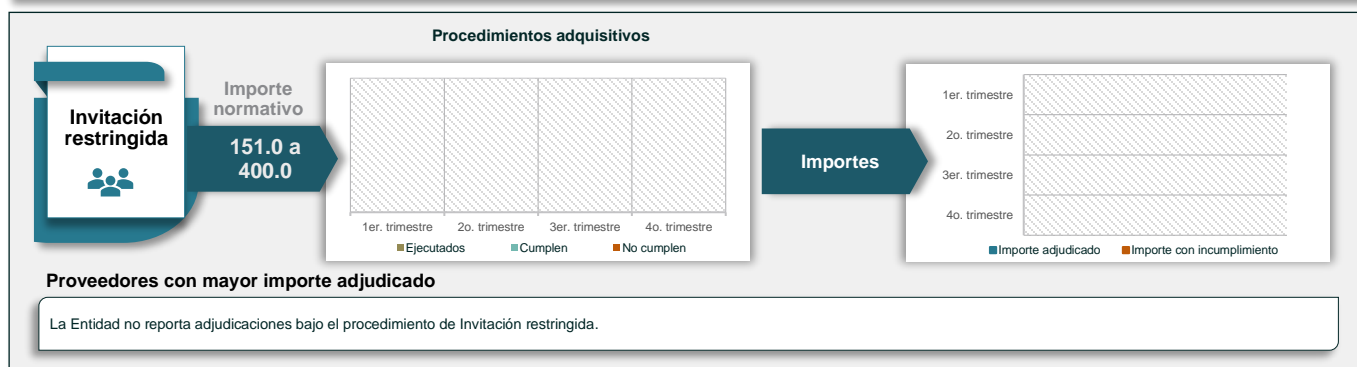 Procedimientos adquisitivos
Invitación
restringida
Importe
normativo
151.0 a
400.0
1er. trimestre 2o. trimestre 3er. trimestre 4o. trimestre
Ejecutados Cumplen No cumplen
Importes
1er. trimestre
2o. trimestre
3er. trimestre
4o. trimestre
Importe adjudicado Importe con incumplimiento
Proveedores con mayor importe adjudicado
La Entidad no reporta adjudicaciones bajo el procedimiento de Invitación restringida.